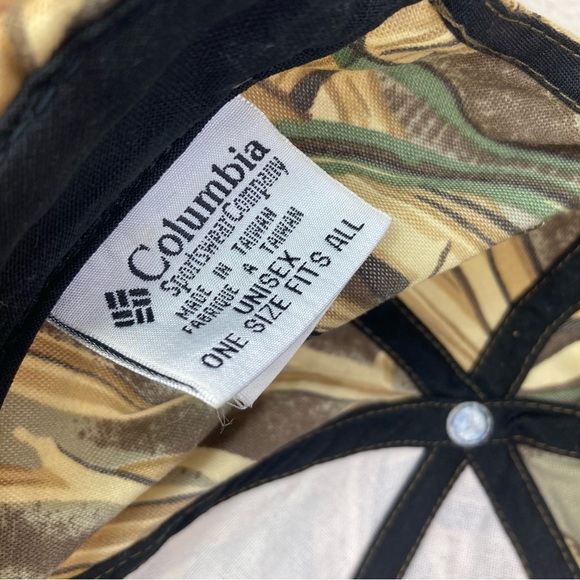 Columbia
Sportswear Company
MADE IN TAIWAN
FABRIQUE A TAIWAN
UNISEX
ONE SIZE FITS ALL